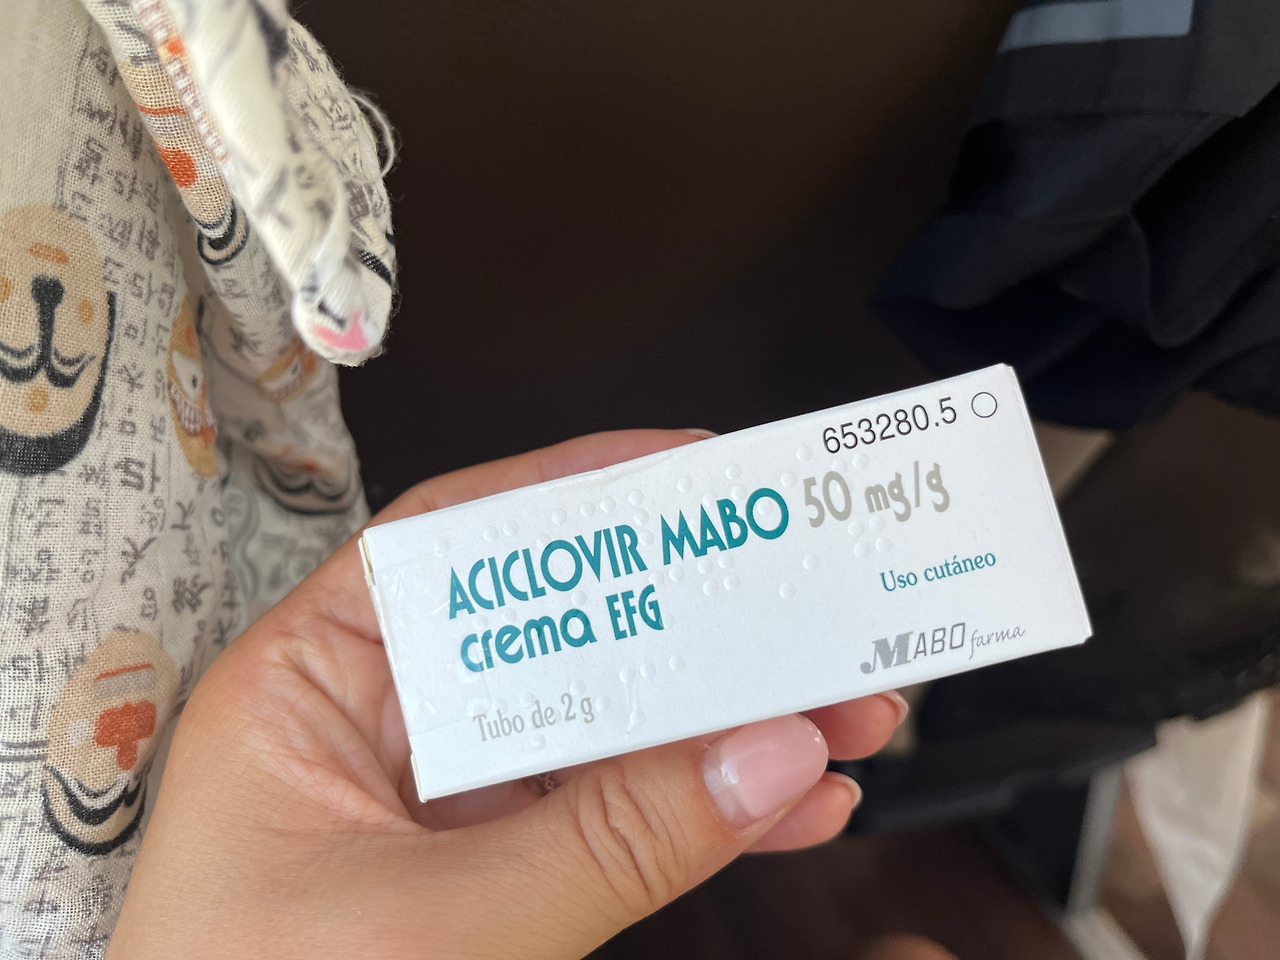 653280.5
ACICLOVIR MABO 50 mg/g
crema EFG
Uso cutáneo
Tubo de 2 g
MABO farma